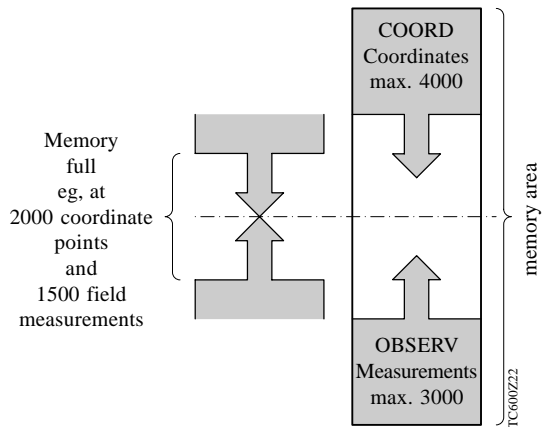 Memory
full
eg, at
2000 coordinate
points
and
1500 field
measurements
COORD
Coordinates
max. 4000
OBSERV
Measurements
max. 3000
memory area
TC600Z22